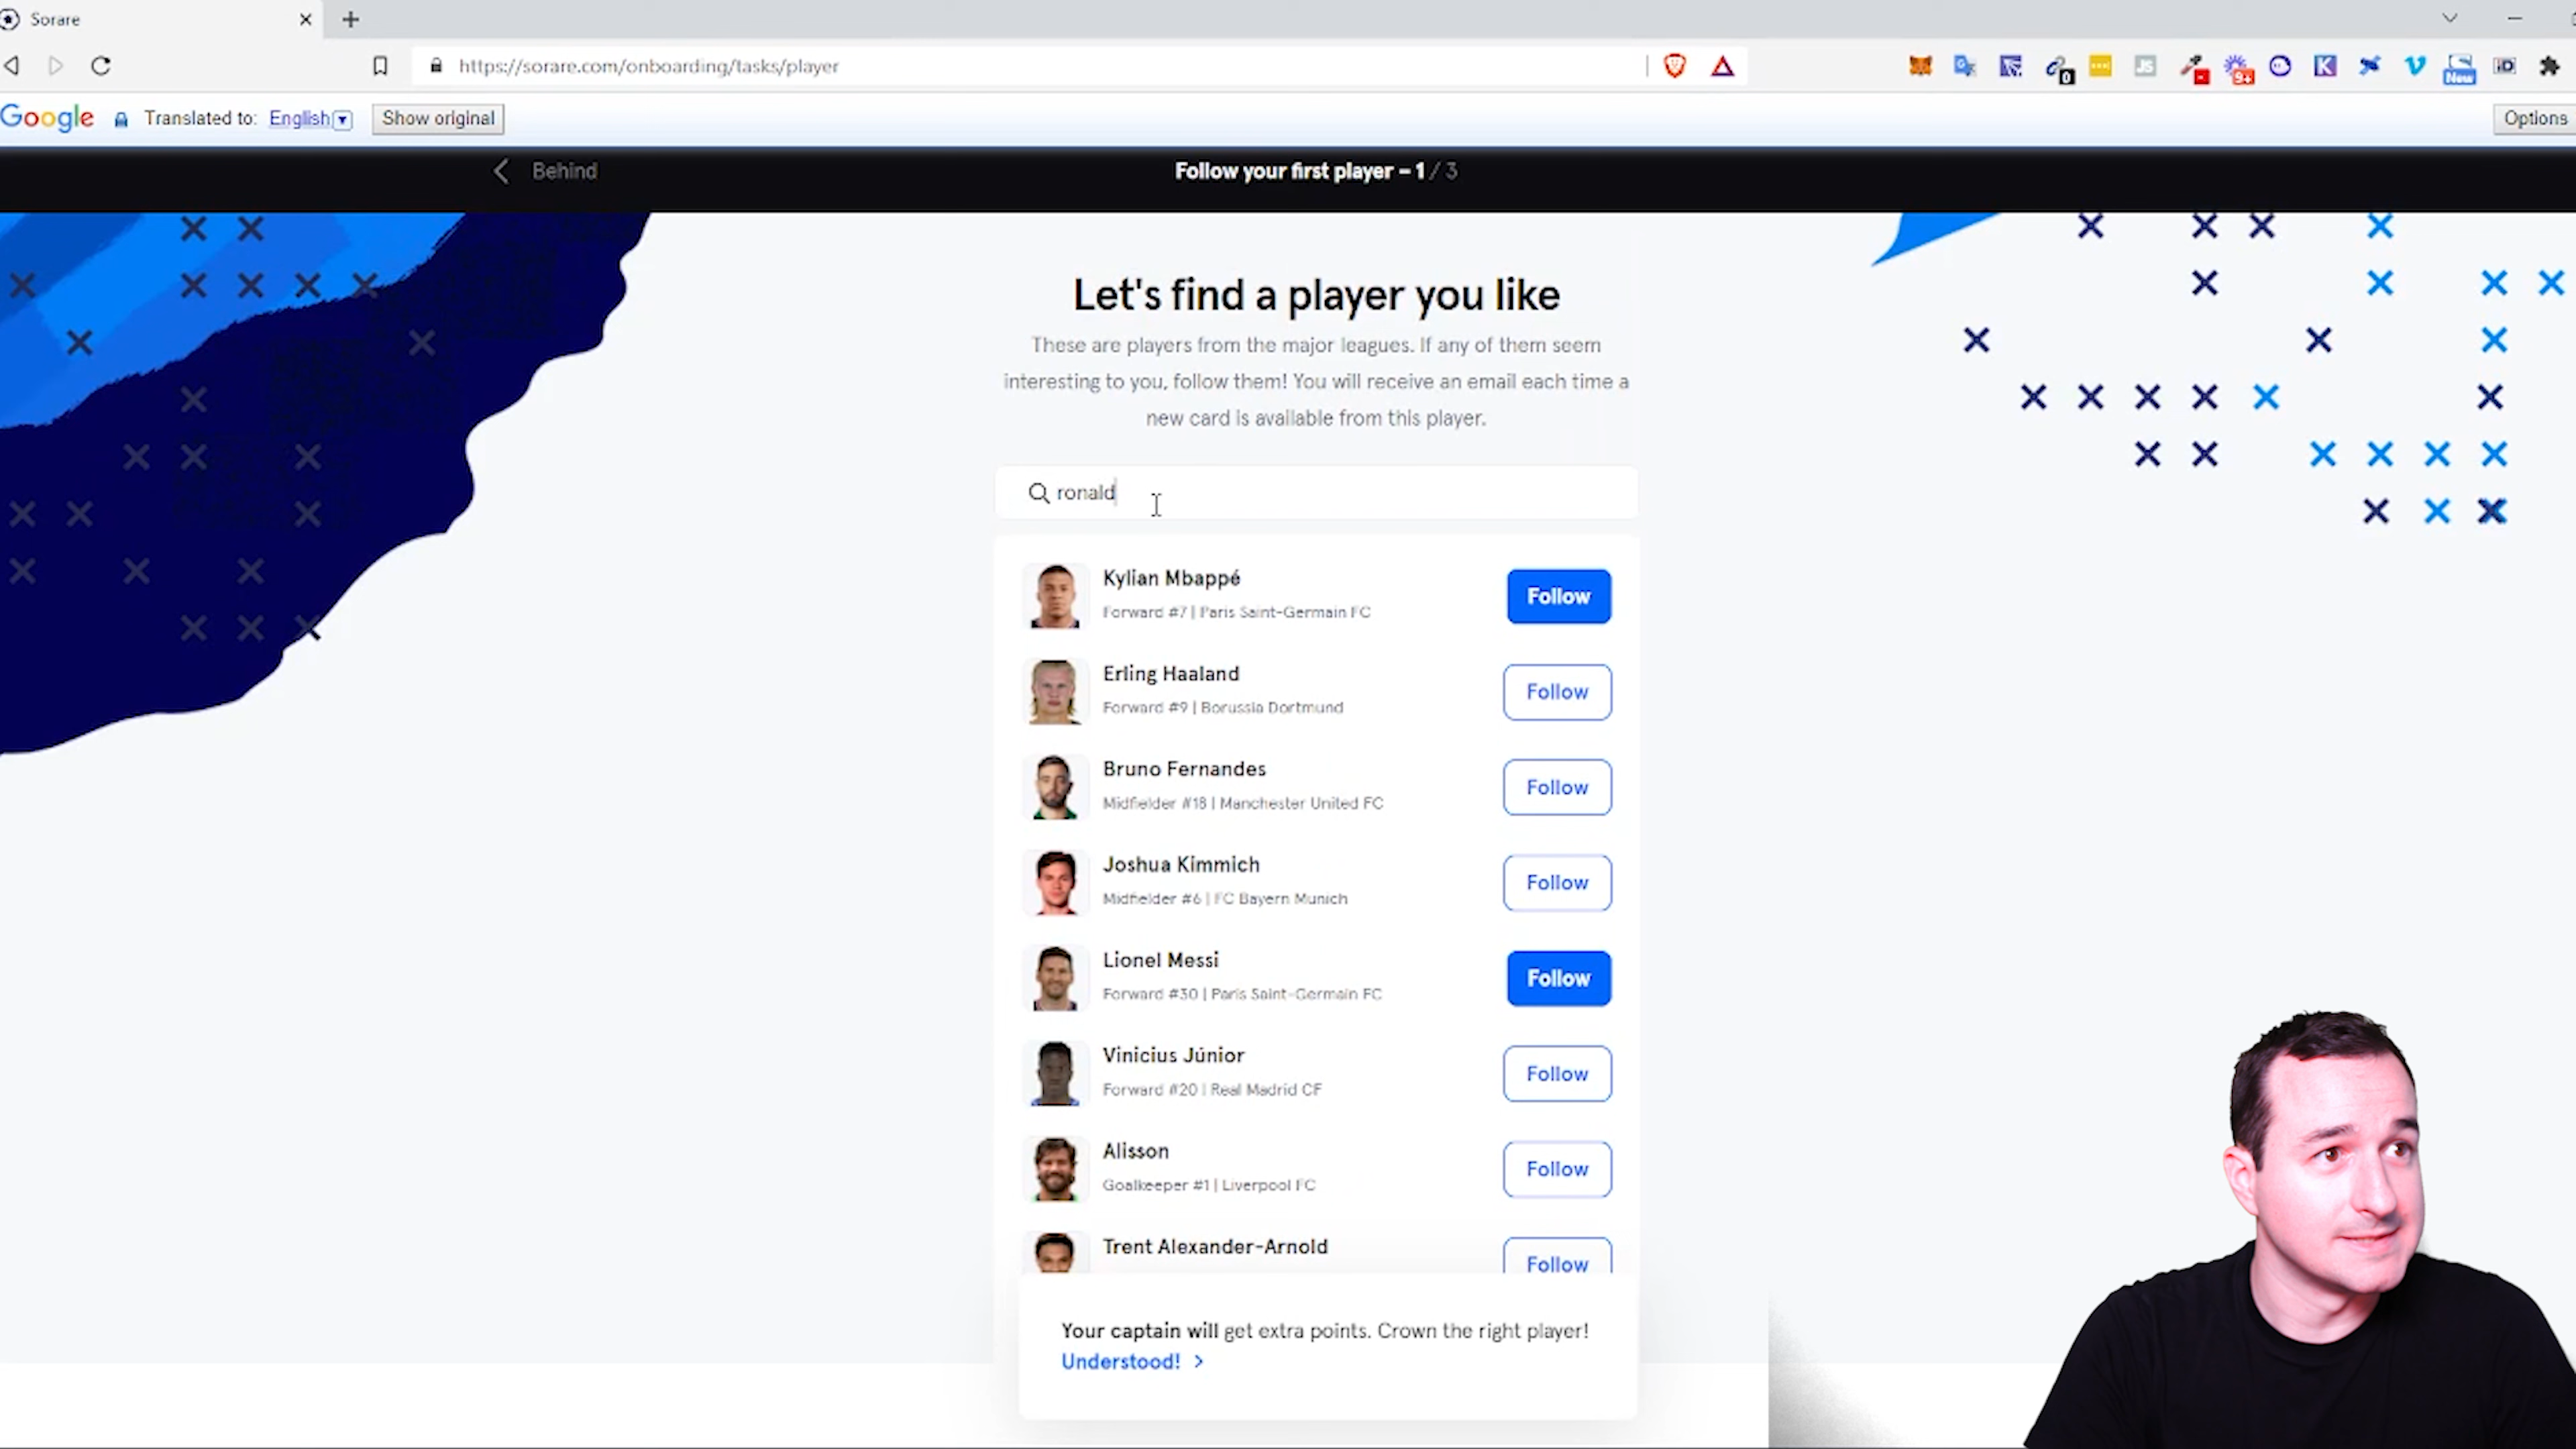 Sorare
https://sorare.com/onboarding/tasks/player
0
JS
9+
K
New
iD
Google Translated to: English Show original Options
Behind
Follow your first player – 1 / 3
Let's find a player you like
These are players from the major leagues. If any of them seem
interesting to you, follow them! You will receive an email each time a
new card is available from this player.
ronald
Kylian Mbappé
Forward #7 | Paris Saint-Germain FC
Follow
Erling Haaland
Forward #9 | Borussia Dortmund
Follow
Bruno Fernandes
Midfielder #18 | Manchester United FC
Follow
Joshua Kimmich
Midfielder #6 | FC Bayern Munich
Follow
Lionel Messi
Forward #30 | Paris Saint-Germain FC
Follow
Vinicius Júnior
Forward #20 | Real Madrid CF
Follow
Alisson
Goalkeeper #1 | Liverpool FC
Follow
Trent Alexander-Arnold
Follow
Your captain will get extra points. Crown the right player!
Understood!